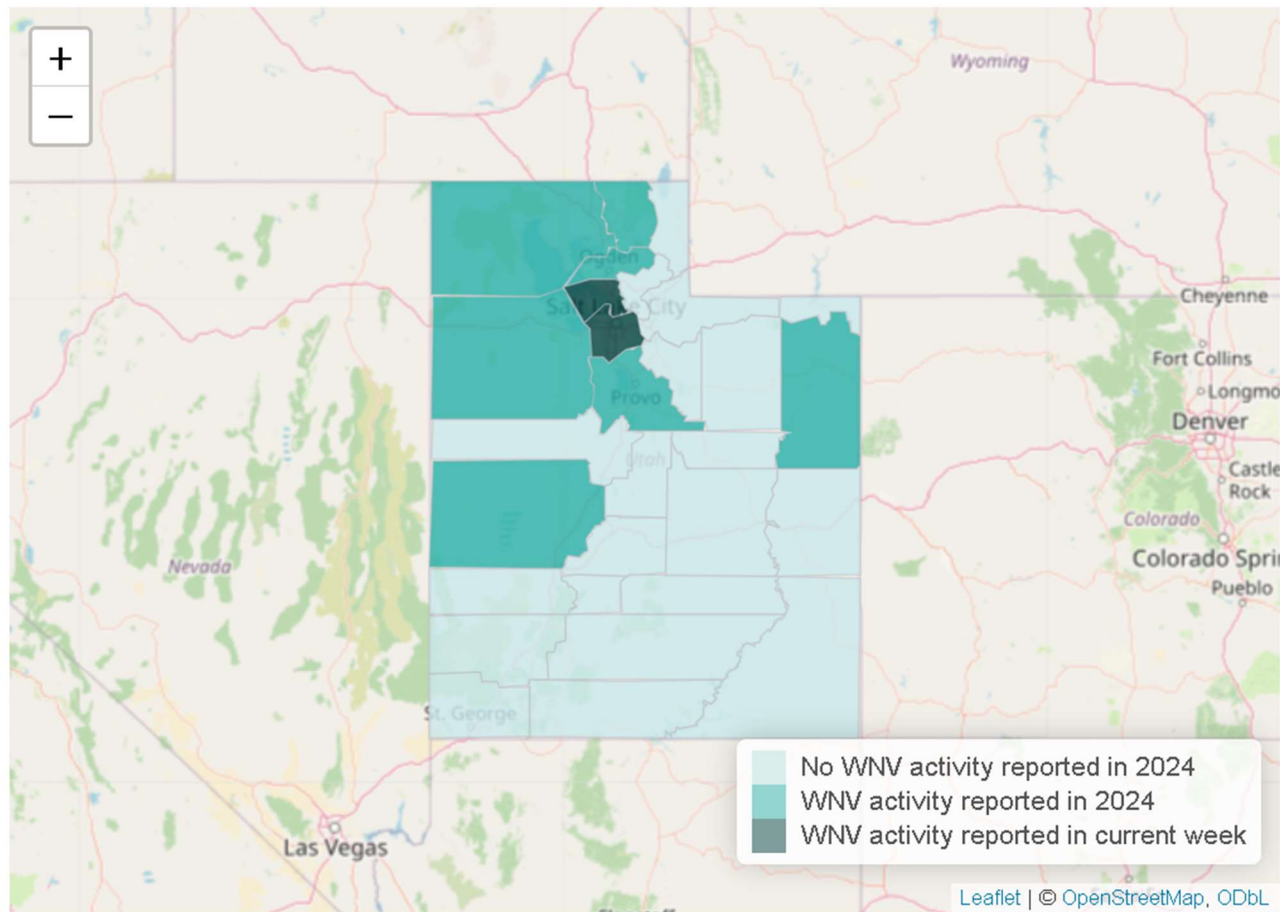 +
−
Wyoming
Ogden
Salt Lake City
Cheyenne
Fort Collins
Longmo
Provo
Denver
Utah
Castle
Rock
Colorado
Nevada
Colorado Spri
Pueblo
St. George
No WNV activity reported in 2024
WNV activity reported in 2024
WNV activity reported in current week
Las Vegas
Leaflet | © OpenStreetMap, ODbL